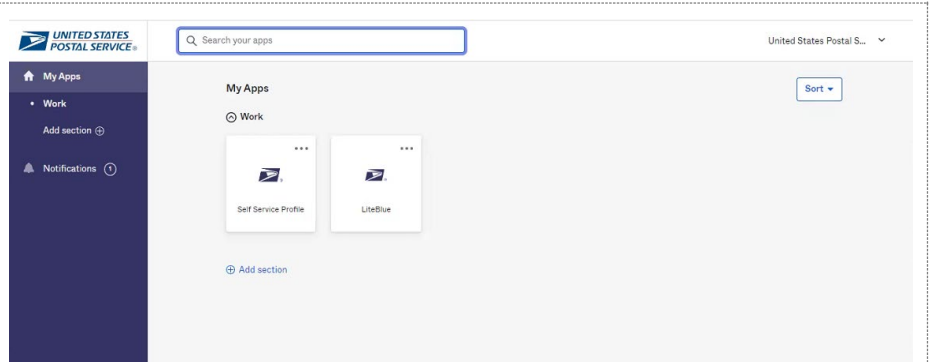 UNITED STATES
POSTAL SERVICE®
Search your apps
United States Postal S...
My Apps
• Work
Add section
Notifications 1
My Apps
Sort
Work
Self Service Profile
LiteBlue
Add section